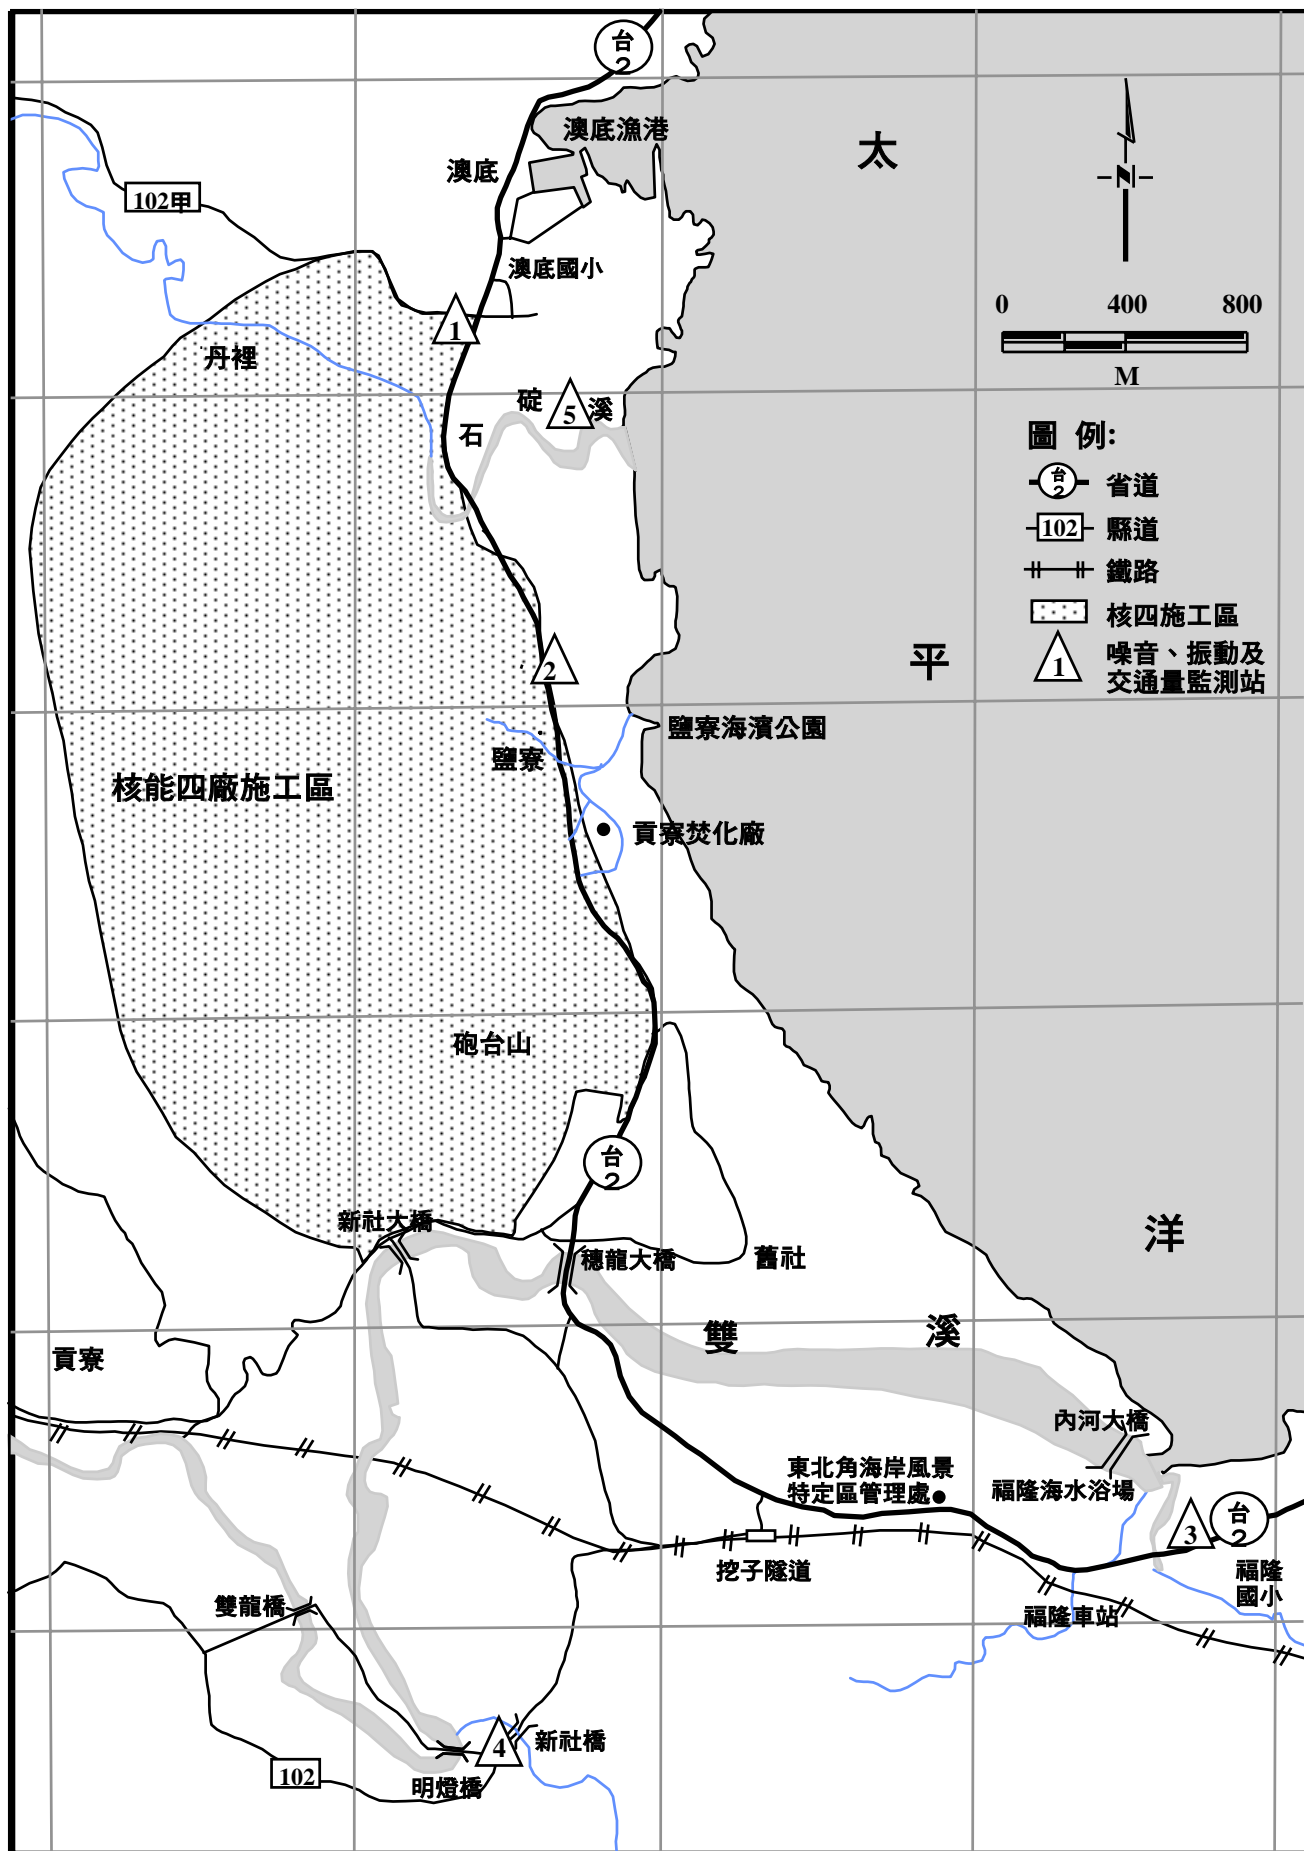 台
2
澳底漁港
太
澳底
102甲
澳底國小
0 400 800
M
1
丹裡
碇
5
溪
石
圖 例:
台
2
省道
102
縣道
鐵路
核四施工區
1
噪音、振動及
交通量監測站
平
2
鹽寮海濱公園
鹽寮
核能四廠施工區
貢寮焚化廠
砲台山
台
2
新社大橋
洋
穗龍大橋
舊社
雙
溪
貢寮
內河大橋
東北角海岸風景
特定區管理處
福隆海水浴場
3
台
2
挖子隧道
福隆
國小
雙龍橋
福隆車站
4
新社橋
102
明燈橋
N